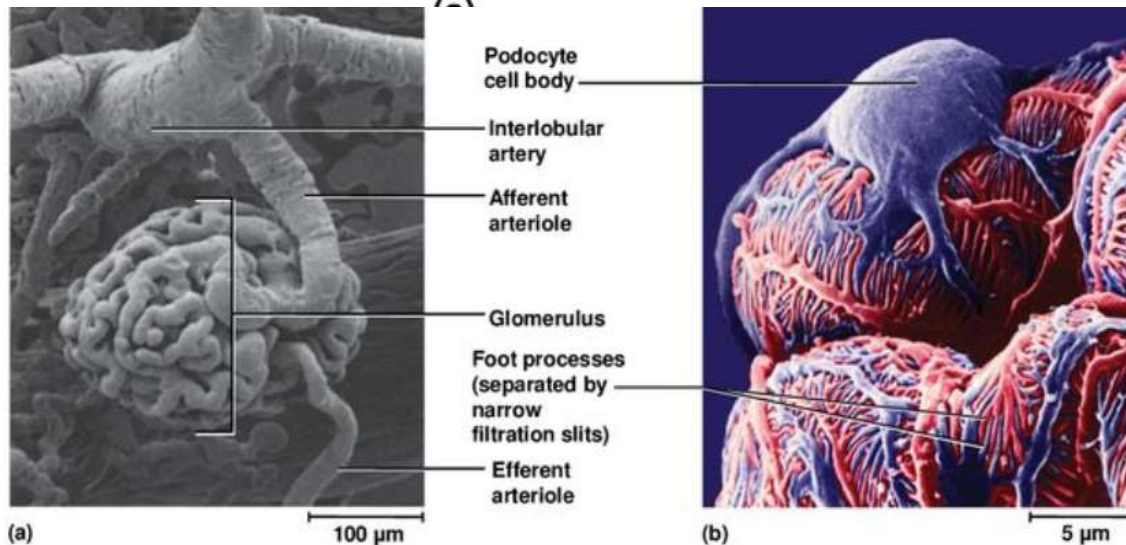 Podocyte
cell body
Interlobular
artery
Afferent
arteriole
Glomerulus
Foot processes
(separated by
narrow
filtration slits)
Efferent
arteriole
(a)
100 µm
(b)
5 µm